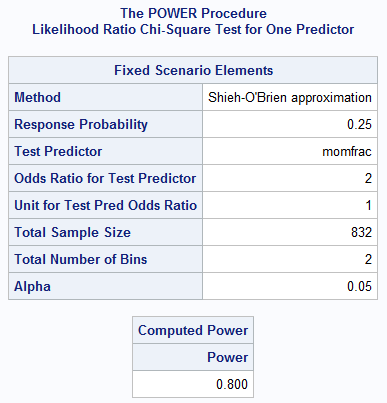 The POWER Procedure
Likelihood Ratio Chi-Square Test for One Predictor
Fixed Scenario Elements
Method Shieh-O'Brien approximation
Response Probability 0.25
Test Predictor momfrac
Odds Ratio for Test Predictor 2
Unit for Test Pred Odds Ratio 1
Total Sample Size 832
Total Number of Bins 2
Alpha 0.05
Computed Power
Power
0.800